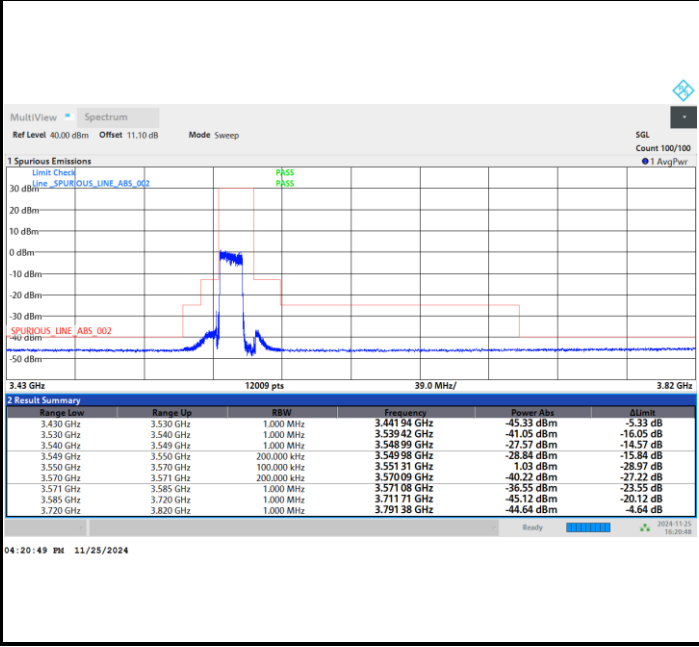 MultiView Spectrum
Ref Level 40.00 dBm Offset 11.10 dB Mode Sweep SGL
Count 100/100
1 Spurious Emissions 1 AvgPwr
Limit Check PASS
Line _SPURIOUS_LINE_ABS_002 PASS
30 dBm
20 dBm
10 dBm
0 dBm
-10 dBm
-20 dBm
-30 dBm
SPURIOUS_LINE_ABS_002
-40 dBm
-50 dBm
3.43 GHz 12009 pts 39.0 MHz/ 3.82 GHz
2 Result Summary
Range Low Range Up RBW Frequency Power Abs ΔLimit
3.430 GHz 3.530 GHz 1.000 MHz 3.441 94 GHz -45.33 dBm -5.33 dB
3.530 GHz 3.540 GHz 1.000 MHz 3.539 42 GHz -41.05 dBm -16.05 dB
3.540 GHz 3.549 GHz 1.000 MHz 3.548 99 GHz -27.57 dBm -14.57 dB
3.549 GHz 3.550 GHz 200.000 kHz 3.549 98 GHz -28.84 dBm -15.84 dB
3.550 GHz 3.570 GHz 100.000 kHz 3.551 31 GHz 1.03 dBm -28.97 dB
3.570 GHz 3.571 GHz 200.000 kHz 3.570 09 GHz -40.22 dBm -27.22 dB
3.571 GHz 3.585 GHz 1.000 MHz 3.571 08 GHz -36.55 dBm -23.55 dB
3.585 GHz 3.720 GHz 1.000 MHz 3.711 71 GHz -45.12 dBm -20.12 dB
3.720 GHz 3.820 GHz 1.000 MHz 3.791 38 GHz -44.64 dBm -4.64 dB
Ready 2024-11-25
16:20:48
04:20:49 PM 11/25/2024